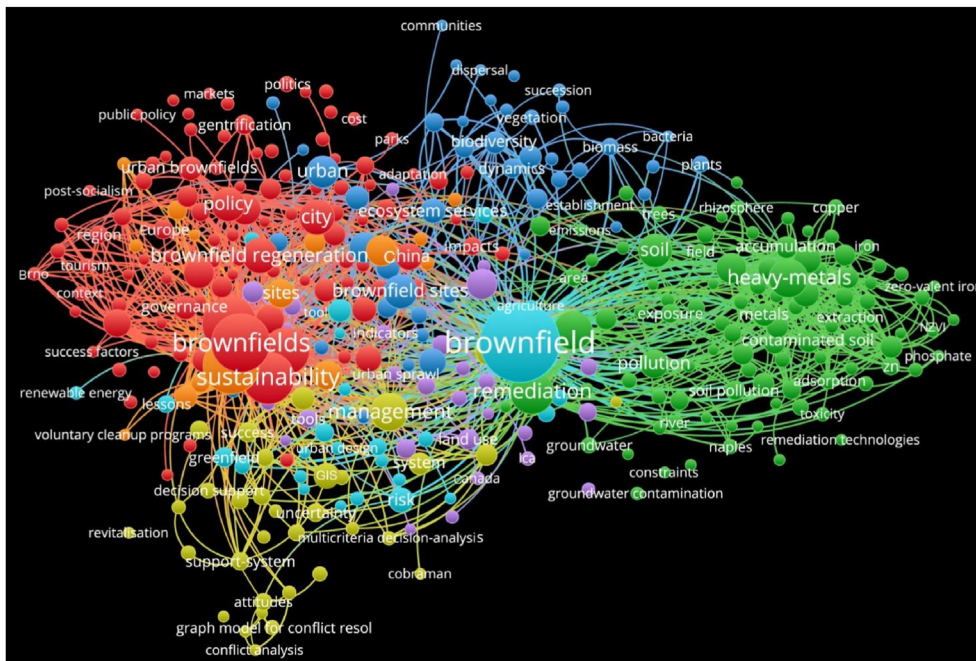 communities
dispersal
politics
succession
markets
public policy
cost
vegetation
gentrification
parks
biodiversity
bacteria
biomass
urban brownfields
urban
dynamics
plants
adaptation
post-socialism
policy
city
ecosystem services
establishment
trees
rhizosphere
copper
region
Europe
emissions
impacts
soil
field
accumulation
iron
brownfield regeneration
China
tourism
Brno
area
heavy-metals
zero-valent iron
context
sites
brownfield sites
governance
tool
agriculture
exposure
metals
extraction
NZVI
indicators
contaminated soil
brownfields
brownfield
success factors
pollution
phosphate
zn
urban sprawl
sustainability
soil pollution
adsorption
renewable energy
remediation
lessons
management
toxicity
tools
river
voluntary cleanup programs
success
land use
naples
remediation technologies
urban design
groundwater
greenfield
system
lca
GIS
constraints
canada
decision support
risk
groundwater contamination
uncertainty
revitalisation
multicriteria decision-analysis
support-system
cobraman
attitudes
graph model for conflict resol
conflict analysis